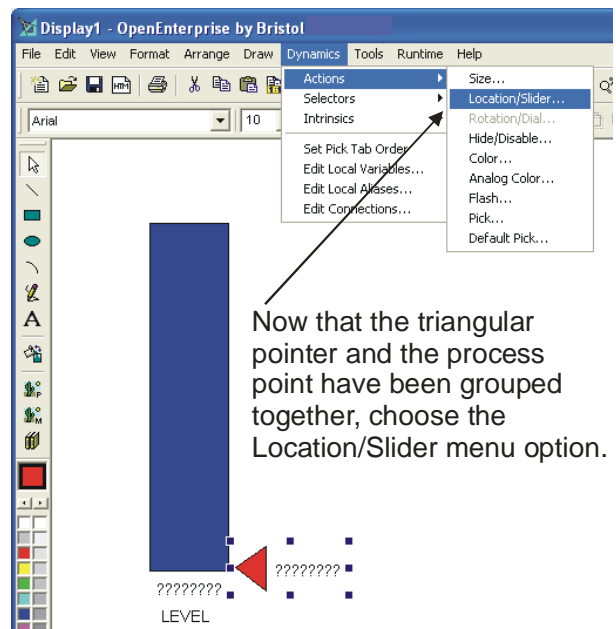 Display1 - OpenEnterprise by Bristol
File Edit View Format Arrange Draw Dynamics Tools Runtime Help
Arial 10
Actions
Selectors
Intrinsics
Set Pick Tab Order
Edit Local Variables...
Edit Local Aliases...
Edit Connections...
Size...
Location/Slider...
Rotation/Dial...
Hide/Disable...
Color...
Analog Color...
Flash...
Pick...
Default Pick...
Now that the triangular
pointer and the process
point have been grouped
together, choose the
Location/Slider menu option.
A
P
M
????????
????????
LEVEL